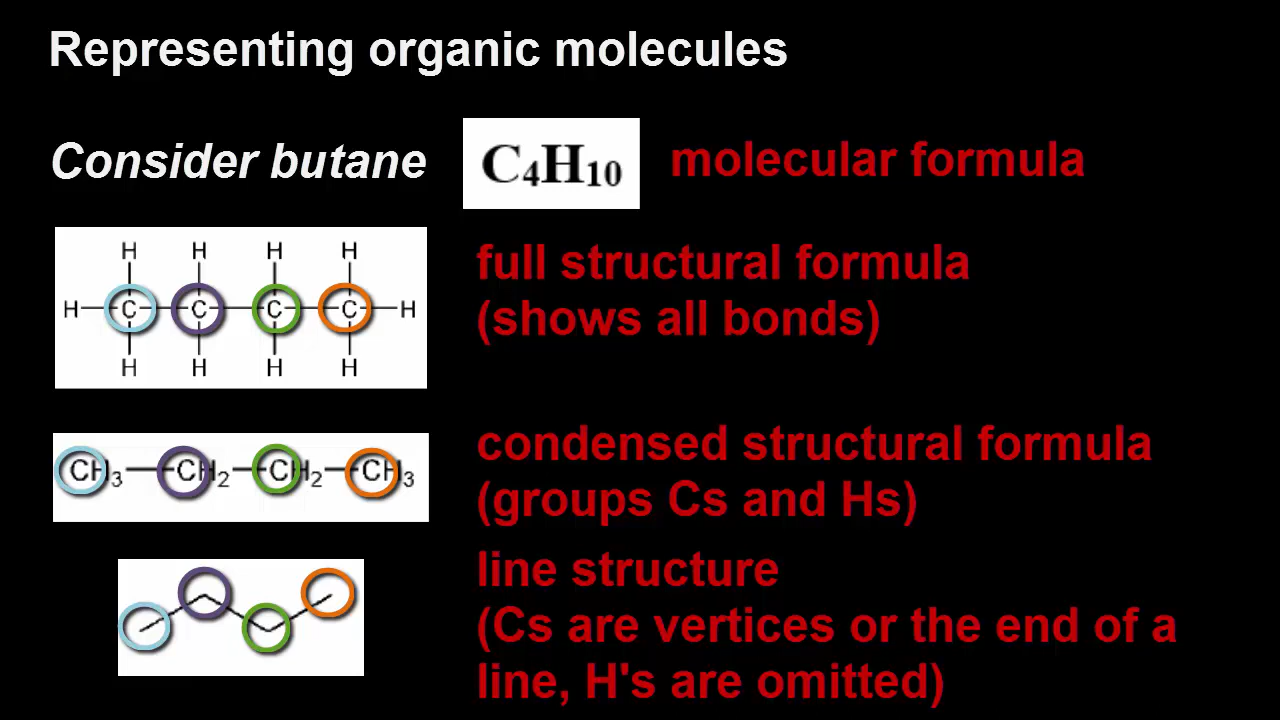 Representing organic molecules
Consider butane C₄H₁₀ molecular formula
H H H H
H C C C C H
H H H H
full structural formula
(shows all bonds)
CH₃ CH₂ CH₂ CH₃
condensed structural formula
(groups Cs and Hs)
line structure
(Cs are vertices or the end of a
line, H's are omitted)